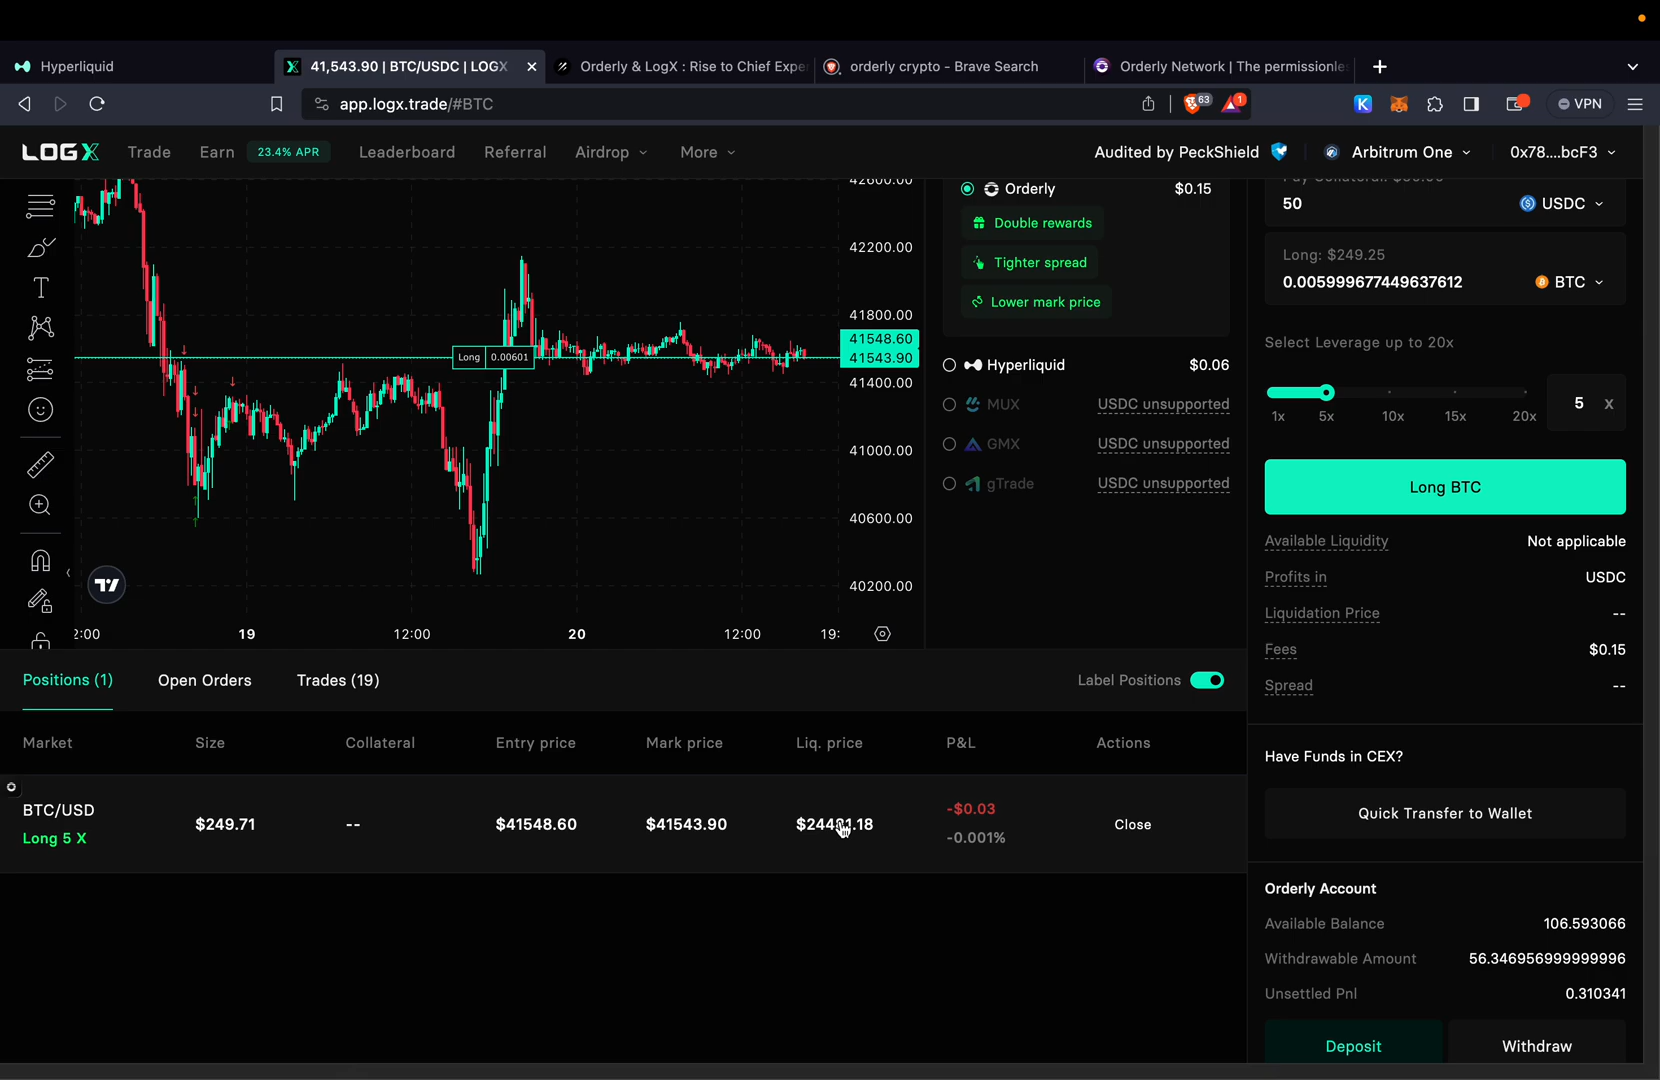 Hyperliquid
41,543.90 | BTC/USDC | LOGX
Orderly & LogX : Rise to Chief Expe
orderly crypto - Brave Search
Orderly Network | The permissionle
app.logx.trade/#BTC
63
1
K
VPN
LOGX
Trade
Earn
23.4% APR
Leaderboard
Referral
Airdrop
More
Audited by PeckShield
Arbitrum One
0x78....bcF3
42600.00
42200.00
41800.00
41548.60
41543.90
41400.00
41000.00
40600.00
40200.00
Long 0.00601
2:00
19
12:00
20
12:00
19:
Orderly $0.15
Double rewards
Tighter spread
Lower mark price
Hyperliquid $0.06
MUX USDC unsupported
GMX USDC unsupported
gTrade USDC unsupported
50 USDC
Long: $249.25
0.005999677449637612 BTC
Select Leverage up to 20x
1x 5x 10x 15x 20x
5 x
Long BTC
Available Liquidity Not applicable
Profits in USDC
Liquidation Price --
Fees $0.15
Spread --
Have Funds in CEX?
Quick Transfer to Wallet
Orderly Account
Available Balance 106.593066
Withdrawable Amount 56.346956999999996
Unsettled Pnl 0.310341
Deposit Withdraw
Positions (1) Open Orders Trades (19) Label Positions
Market Size Collateral Entry price Mark price Liq. price P&L Actions
BTC/USD
Long 5 X
$249.71
--
$41548.60
$41543.90
-$0.03
-0.001%
Close